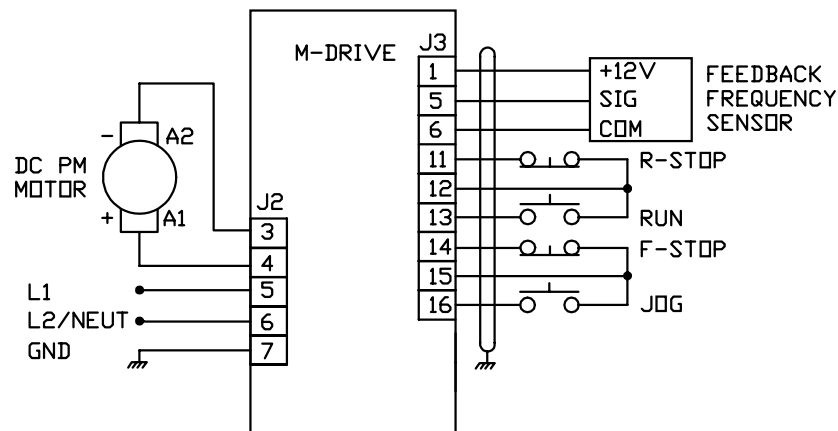 M-DRIVE
J3
1
5
6
11
12
13
14
15
16
+12V
SIG
COM
FEEDBACK
FREQUENCY
SENSOR
R-STOP
RUN
F-STOP
JOG
-
A2
DC PM
MOTOR
+
A1
J2
3
4
5
6
7
L1
L2/NEUT
GND